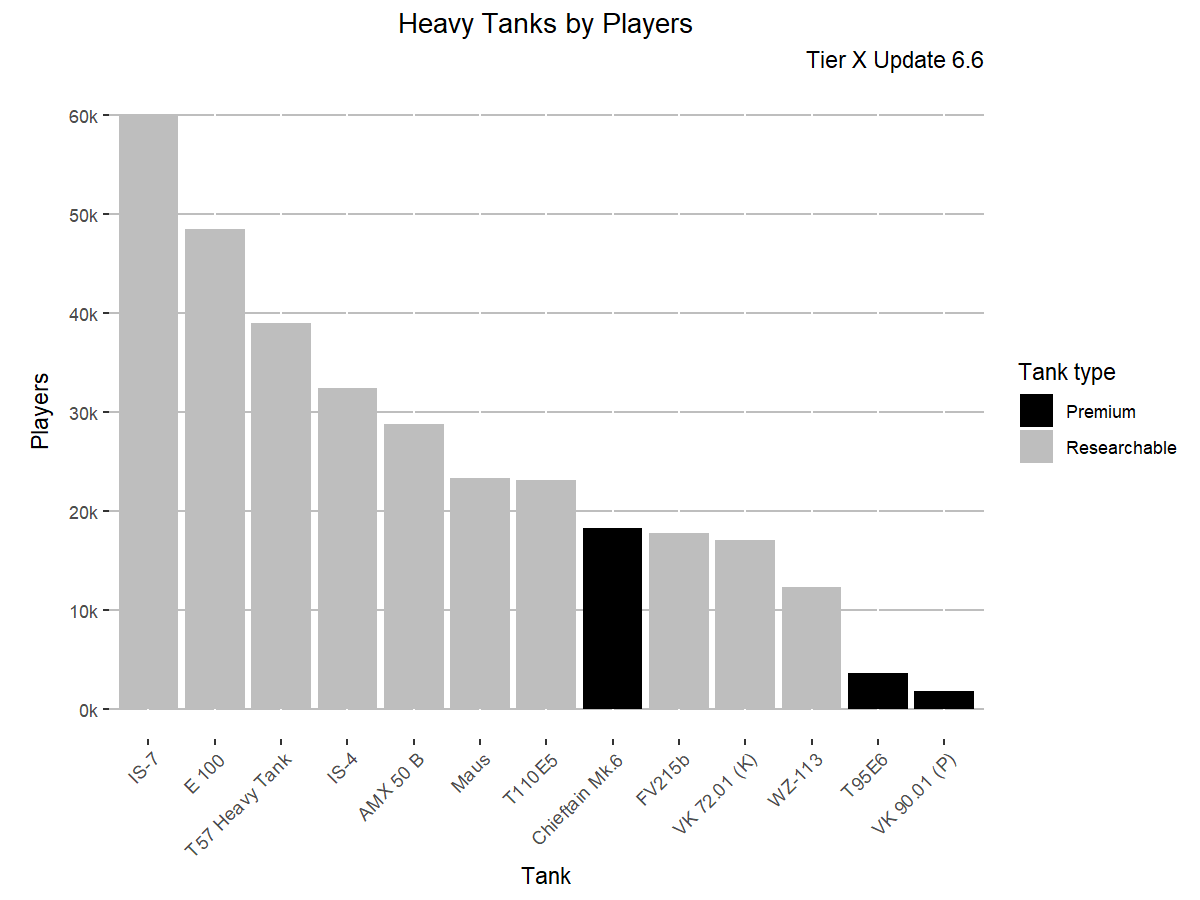 Heavy Tanks by Players
Tier X Update 6.6
60k
50k
40k
30k
20k
10k
0k
Players
IS-7
E 100
T57 Heavy Tank
IS-4
AMX 50 B
Maus
T110E5
Chieftain Mk.6
FV215b
VK 72.01 (K)
WZ-113
T95E6
VK 90.01 (P)
Tank
Tank type
Premium
Researchable